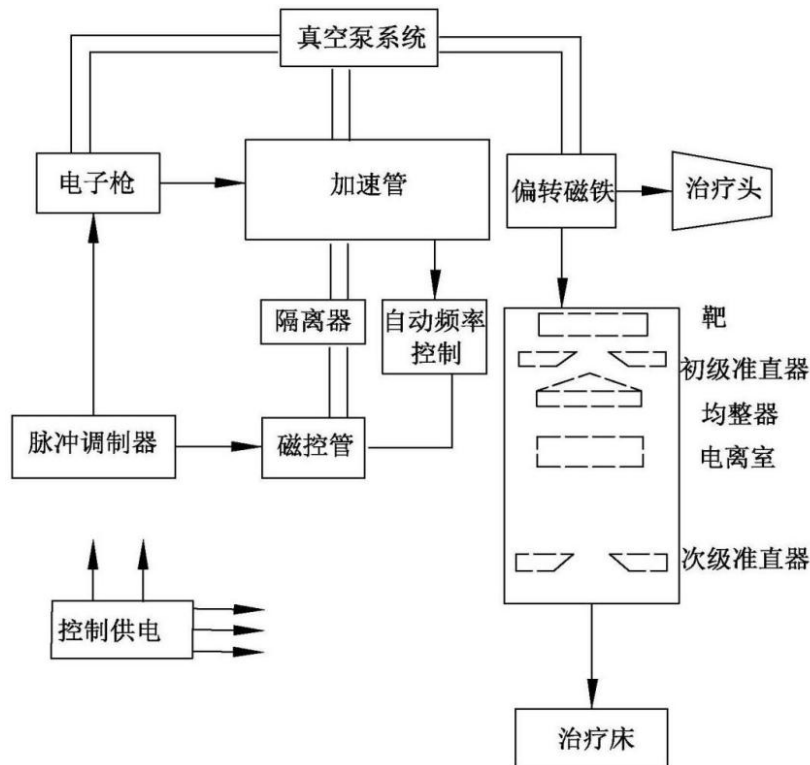 真空泵系统
电子枪
加速管
偏转磁铁
治疗头
隔离器
自动频率
控制
靶
初级准直器
均整器
脉冲调制器
磁控管
电离室
次级准直器
控制供电
治疗床